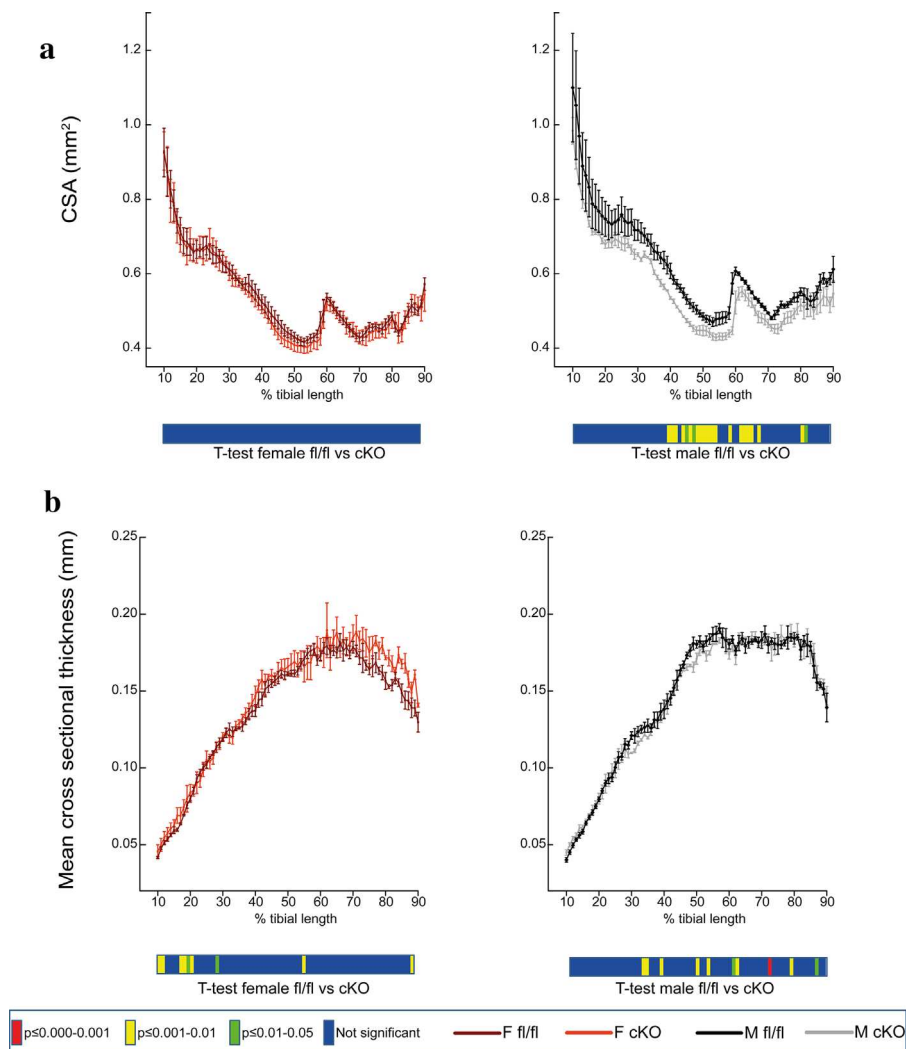 a
CSA (mm²)
1.2
1.0
0.8
0.6
0.4
10 20 30 40 50 60 70 80 90
% tibial length
T-test female fl/fl vs cKO
1.2
1.0
0.8
0.6
0.4
10 20 30 40 50 60 70 80 90
% tibial length
T-test male fl/fl vs cKO
b
Mean cross sectional thickness (mm)
0.25
0.20
0.15
0.10
0.05
10 20 30 40 50 60 70 80 90
% tibial length
T-test female fl/fl vs cKO
0.25
0.20
0.15
0.10
0.05
10 20 30 40 50 60 70 80 90
% tibial length
T-test male fl/fl vs cKO
p≤0.000-0.001 p≤0.001-0.01 p≤0.01-0.05 Not significant F fl/fl F cKO M fl/fl M cKO